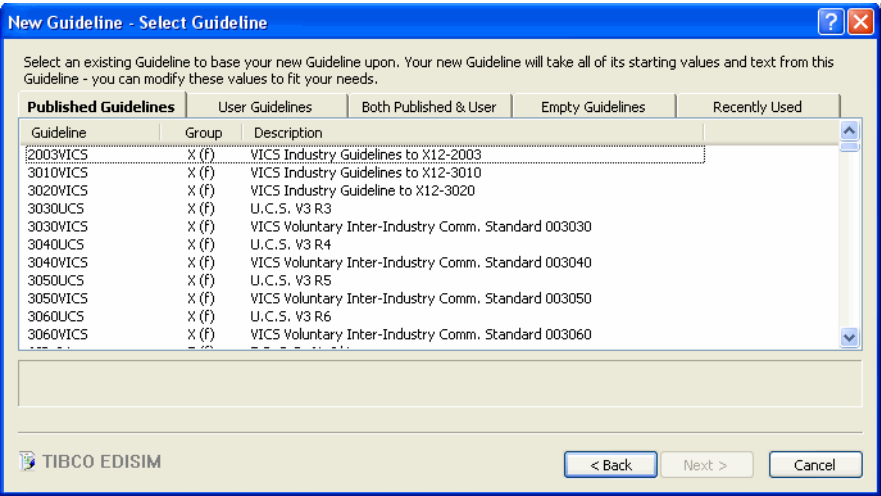 New Guideline - Select Guideline
Select an existing Guideline to base your new Guideline upon. Your new Guideline will take all of its starting values and text from this
Guideline - you can modify these values to fit your needs.
Published Guidelines User Guidelines Both Published & User Empty Guidelines Recently Used
Guideline Group Description
2003VICS X (f) VICS Industry Guidelines to X12-2003
3010VICS X (f) VICS Industry Guidelines to X12-3010
3020VICS X (f) VICS Industry Guideline to X12-3020
3030UCS X (f) U.C.S. V3 R3
3030VICS X (f) VICS Voluntary Inter-Industry Comm. Standard 003030
3040UCS X (f) U.C.S. V3 R4
3040VICS X (f) VICS Voluntary Inter-Industry Comm. Standard 003040
3050UCS X (f) U.C.S. V3 R5
3050VICS X (f) VICS Voluntary Inter-Industry Comm. Standard 003050
3060UCS X (f) U.C.S. V3 R6
3060VICS X (f) VICS Voluntary Inter-Industry Comm. Standard 003060
TIBCO EDISIM
< Back Next > Cancel